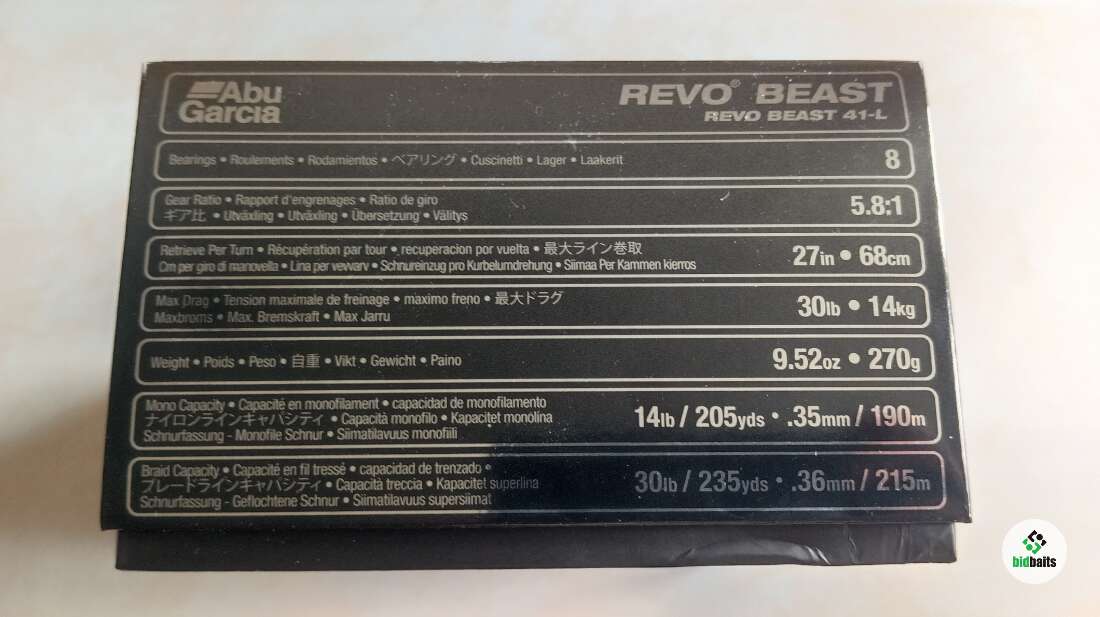 Abu
Garcia
REVO® BEAST
REVO BEAST 41-L
Bearings • Roulements • Rodamientos • ベアリング • Cuscinetti • Lager • Laakerit
8
Gear Ratio • Rapport d'engrenages • Ratio de giro
ギア比 • Utväxling • Utväxling • Übersetzung • Välitys
5.8:1
Retrieve Per Turn • Récupération par tour • recuperacion por vuelta • 最大ライン巻取
Cm per giro di manovella • Lina per vevvarv • Schnureinzug pro Kurbelumdrehung • Siimaa Per Kammen kierros
27in • 68cm
Max Drag • Tension maximale de freinage • maximo freno • 最大ドラグ
Maxbroms • Max. Bremskraft • Max Jarru
30lb • 14kg
Weight • Poids • Peso • 自重 • Vikt • Gewicht • Paino
9.52oz • 270g
Mono Capacity • Capacité en monofilament • capacidad de monofilamento
ナイロンラインキャパシティ • Capacità monofilo • Kapacitet monolina
Schnurfassung - Monofile Schnur • Siimatilavuus monofiili
14lb / 205yds • .35mm / 190m
Braid Capacity • Capacité en fil tressé • capacidad de trenzado •
ブレードラインキャパシティ • Capacità treccia • Kapacitet superlina
Schnurfassung - Geflochtene Schnur • Siimatilavuus supersiimat
30lb / 235yds • .36mm / 215m
bidbaits